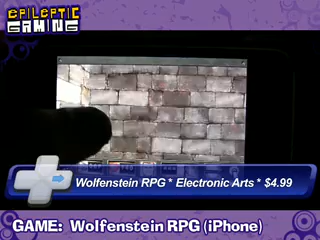 EPILEPTIC
GAMING
Wolfenstein RPG * Electronic Arts * $4.99
GAME: Wolfenstein RPG (iPhone)